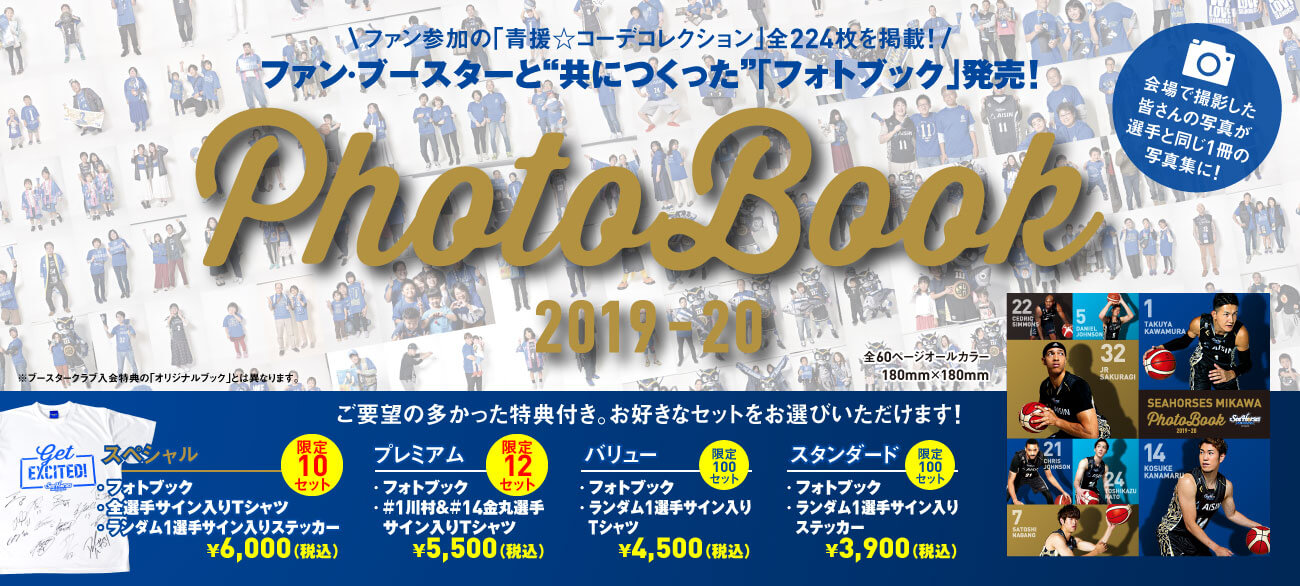 \ファン参加の「青援☆コーデコレクション」全224枚を掲載！/
ファン・ブースターと“共につくった”「フォトブック」発売！
会場で撮影した
皆さんの写真が
選手と同じ1冊の
写真集に！
PhotoBook
2019-20
全60ページオールカラー
180mm×180mm
※ブースタークラブ入会特典の「オリジナルブック」とは異なります。
22
CEDRIC
SIMMONS
5
DANIEL
JOHNSON
1
TAKUYA
KAWAMURA
32
JR
SAKURAGI
SEAHORSES MIKAWA
PhotoBook
2019-20
SeaHorses
21
CHRIS
JOHNSON
24
YOSHIKAZU
KATO
14
KOSUKE
KANAMARU
7
SATOSHI
NAGANO
ご要望の多かった特典付き。お好きなセットをお選びいただけます！
Get
EXCITED!
SeaHorses
スペシャル
限定
10
セット
・フォトブック
・全選手サイン入りTシャツ
・ランダム1選手サイン入りステッカー
¥6,000（税込）
プレミアム
限定
12
セット
・フォトブック
・#1川村&#14金丸選手
サイン入りTシャツ
¥5,500（税込）
バリュー
限定
100
セット
・フォトブック
・ランダム1選手サイン入り
Tシャツ
¥4,500（税込）
スタンダード
限定
100
セット
・フォトブック
・ランダム1選手サイン入り
ステッカー
¥3,900（税込）
AISIN
11
AISIN
11